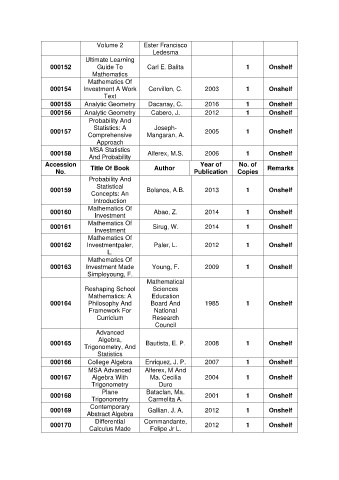 Volume 2 Ester Francisco
Ledesma
Ultimate Learning
000152 Guide To Carl E. Balita 1 Onshelf
Mathematics
Mathematics Of
000154 Investment A Work Cervillon, C. 2003 1 Onshelf
Text
000155 Analytic Geometry Dacanay, C. 2016 1 Onshelf
000156 Analytic Geometry Cabero, J. 2012 1 Onshelf
Probability And
000157 Statistics: A Joseph- 2005 1 Onshelf
Comprehensive Mangaran. A.
Approach
000158 MSA Statistics Alferex, M.S. 2006 1 Onshelf
And Probability
Accession Title Of Book Author Year of No. of Remarks
No. Publication Copies
Probability And
000159 Statistical Bolanos, A.B. 2013 1 Onshelf
Concepts: An
Introduction
000160 Mathematics Of Abao, Z. 2014 1 Onshelf
Investment
000161 Mathematics Of Sirug, W. 2014 1 Onshelf
Investment
Mathematics Of
000162 Investmentpaler, Paler, L. 2012 1 Onshelf
L.
Mathematics Of
000163 Investment Made Young, F. 2009 1 Onshelf
Simpleyoung, F.
Mathematical
Reshaping School Sciences
Mathematics: A Education
000164 Philosophy And Board And 1985 1 Onshelf
Framework For National
Curriclum Research
Council
Advanced
000165 Algebra, Bautista, E. P. 2008 1 Onshelf
Trigonometry, And
Statistics
000166 College Algebra Enriquez, J. P. 2007 1 Onshelf
MSA Advanced Alferex, M And
000167 Algebra With Ma. Cecilia 2004 1 Onshelf
Trigonometry Duro
000168 Plane Bataclan, Ma. 2001 1 Onshelf
Trigonometry Carmelita A.
000169 Contemporary Gallian, J. A. 2012 1 Onshelf
Abstract Algebra
000170 Differential Commandante, 2012 1 Onshelf
Calculus Made Felipe Jr L.